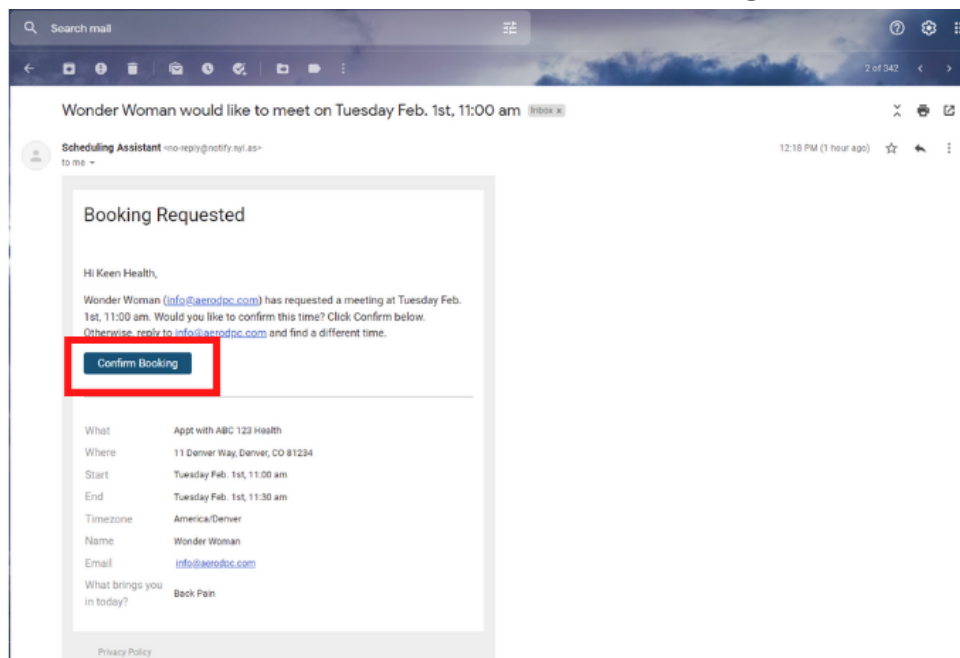 Search mail
2 of 342
Wonder Woman would like to meet on Tuesday Feb. 1st, 11:00 am Inbox x
Scheduling Assistant <no-reply@notify.nyl.as>
12:18 PM (1 hour ago)
to me
Booking Requested
Hi Keen Health,
Wonder Woman (info@aerodpc.com) has requested a meeting at Tuesday Feb.
1st, 11:00 am. Would you like to confirm this time? Click Confirm below.
Otherwise, reply to info@aerodpc.com and find a different time.
Confirm Booking
What Appt with ABC 123 Health
Where 11 Denver Way, Denver, CO 81234
Start Tuesday Feb. 1st, 11:00 am
End Tuesday Feb. 1st, 11:30 am
Timezone America/Denver
Name Wonder Woman
Email info@aerodpc.com
What brings you
in today? Back Pain
Privacy Policy